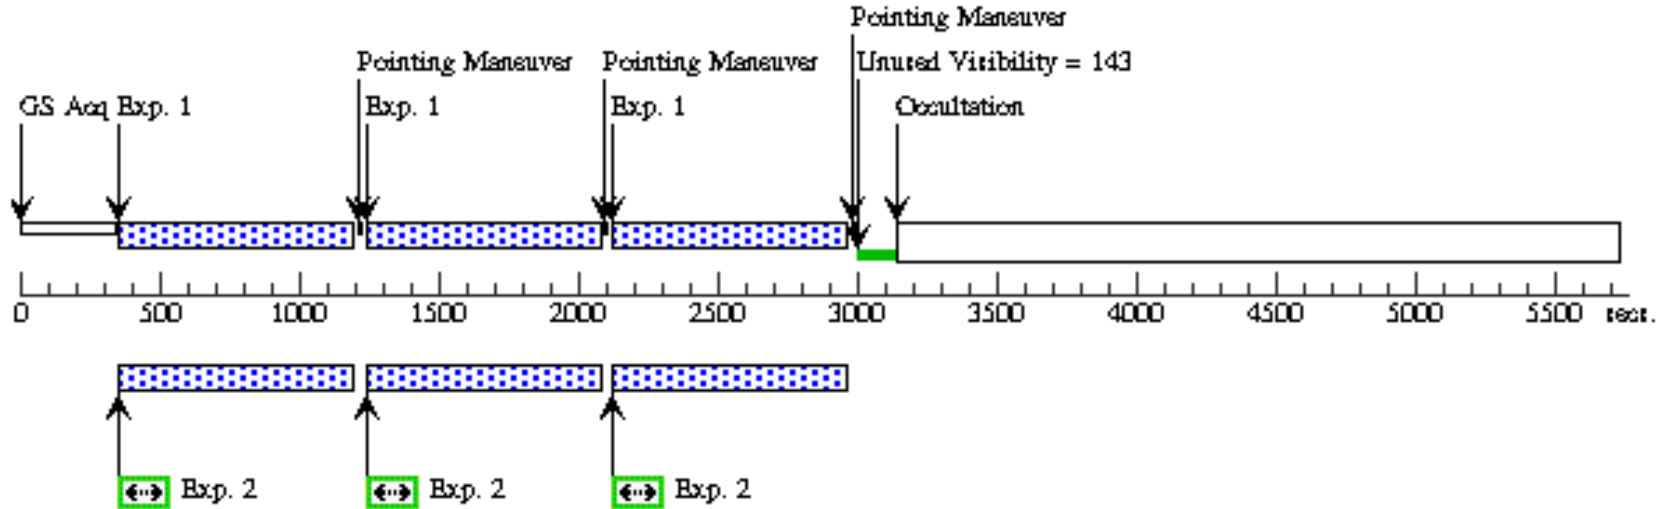 Pointing Maneuver
Pointing Maneuver Pointing Maneuver Unused Visibility = 143
GS Acq Exp. 1 Exp. 1 Exp. 1 Occultation
0 500 1000 1500 2000 2500 3000 3500 4000 4500 5000 5500 secs.
Exp. 2 Exp. 2 Exp. 2